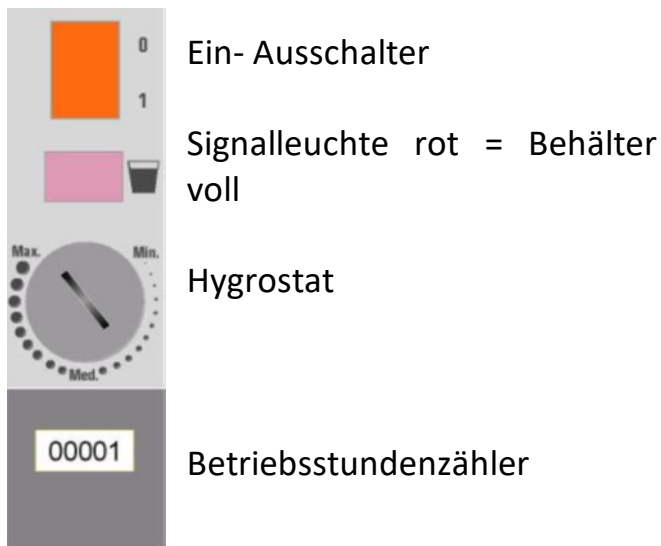 0
Ein- Ausschalter
1
Signalleuchte rot = Behälter
voll
Max.
Min.
Hygrostat
Med.
00001
Betriebsstundenzähler